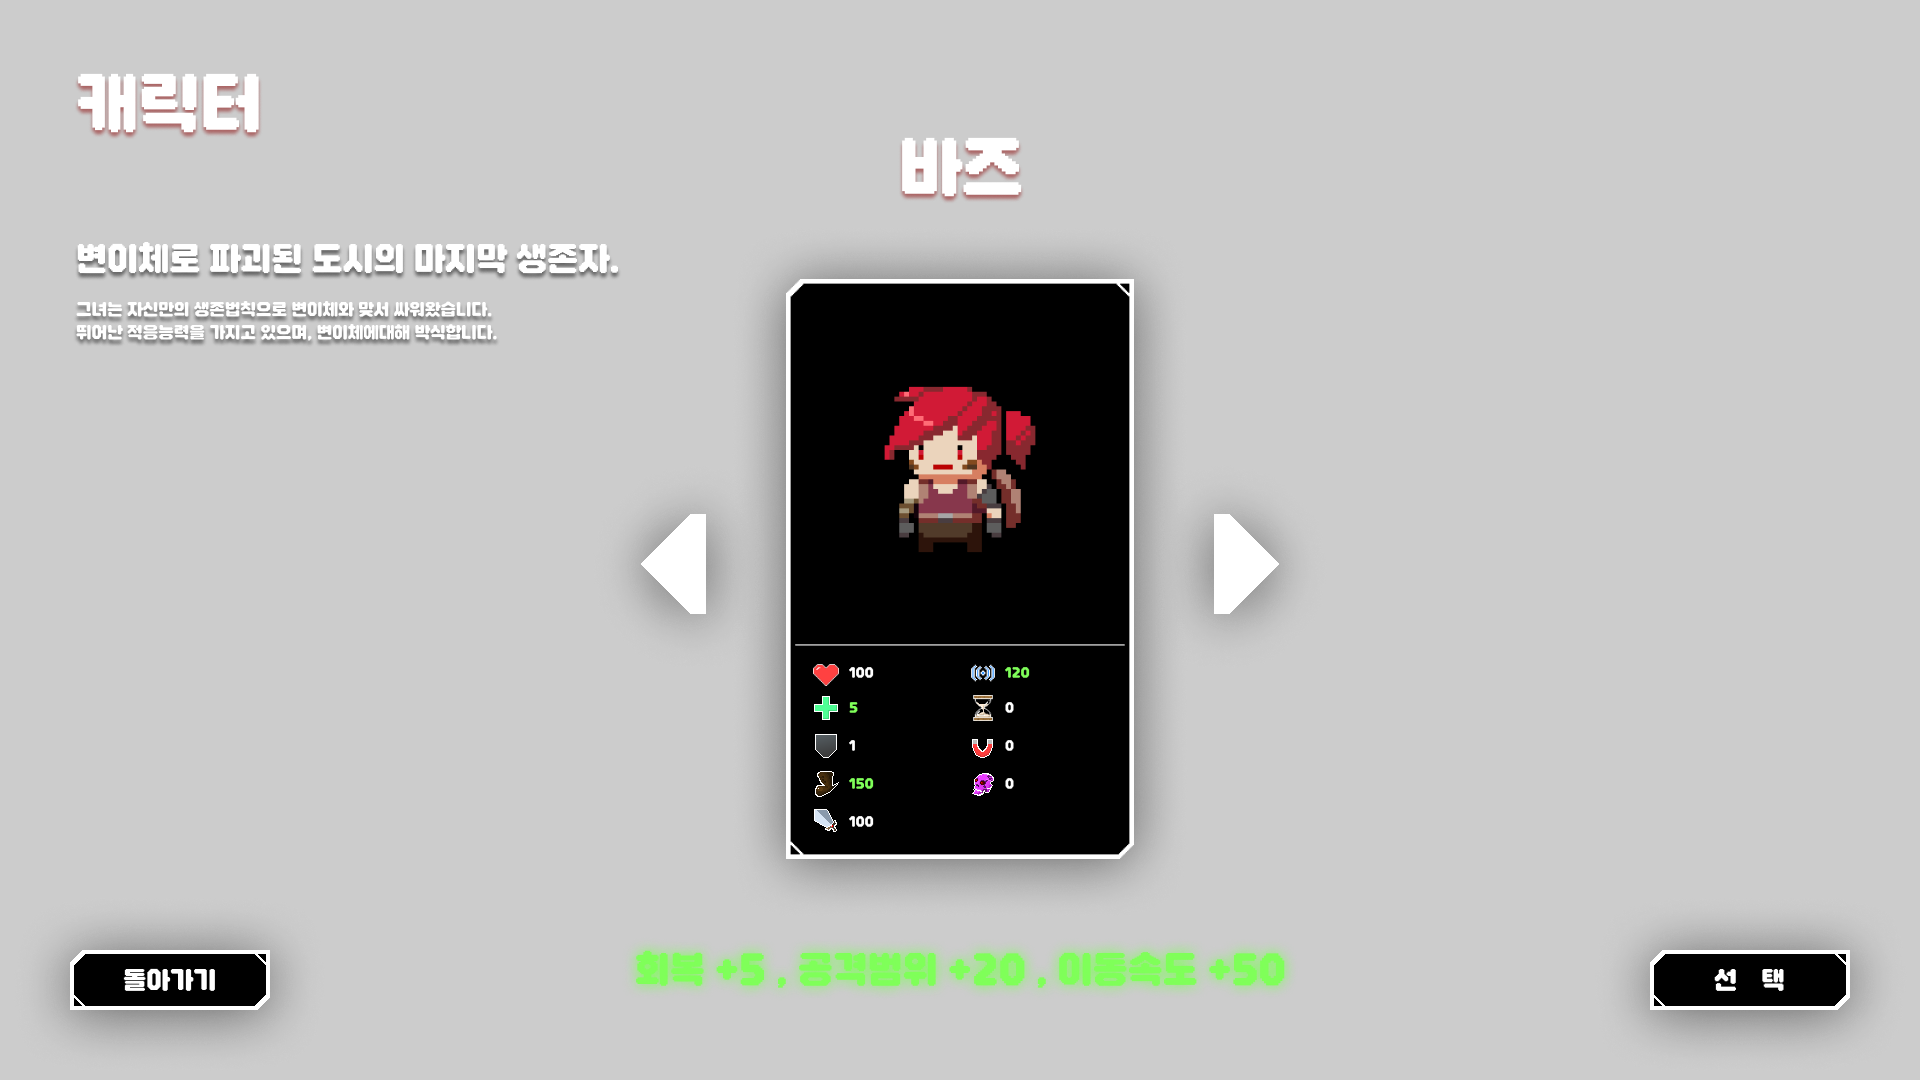 캐릭터
바즈
변이체로 파괴된 도시의 마지막 생존자.
그녀는 자신만의 생존법칙으로 변이체와 맞서 싸워왔습니다.
뛰어난 적응능력을 가지고 있으며, 변이체에대해 박식합니다.
100
120
5
0
1
0
150
0
100
회복 +5 , 공격범위 +20 , 이동속도 +50
돌아가기
선 택